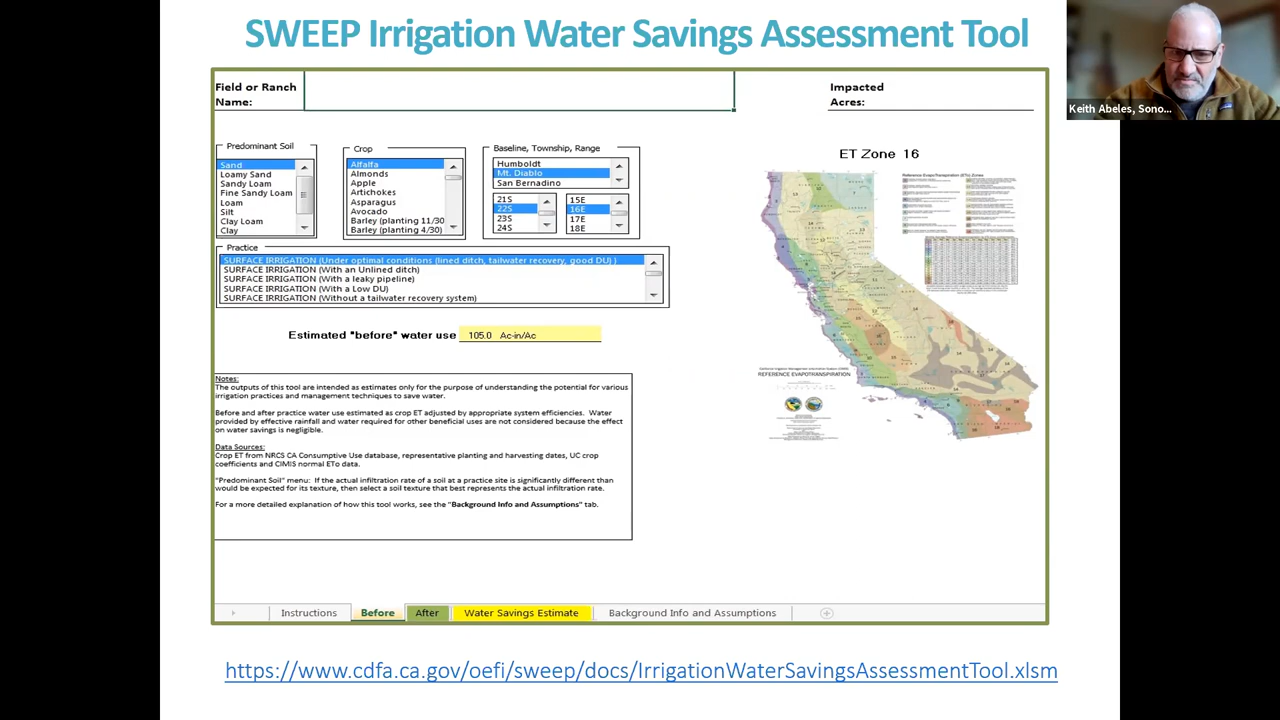 SWEEP Irrigation Water Savings Assessment Tool
Keith Abeles, Sono...
Field or Ranch
Name:
Impacted
Acres:
Predominant Soil
Sand
Loamy Sand
Sandy Loam
Fine Sandy Loam
Loam
Silt
Clay Loam
Clay
Crop
Alfalfa
Almonds
Apple
Artichokes
Asparagus
Avocado
Barley (planting 11/30
Barley (planting 4/30)
Baseline, Township, Range
Humboldt
Mt. Diablo
San Bernadino
21S
22S
23S
24S
15E
16E
17E
18E
ET Zone 16
Practice
SURFACE IRRIGATION (Under optimal conditions (lined ditch, tailwater recovery, good DU) )
SURFACE IRRIGATION (With an Unlined ditch)
SURFACE IRRIGATION (With a leaky pipeline)
SURFACE IRRIGATION (With a Low DU)
SURFACE IRRIGATION (Without a tailwater recovery system)
Estimated "before" water use 105.0 Ac-in/Ac
REFERENCE EVAPOTRANSPIRATION
Notes:
The outputs of this tool are intended as estimates only for the purpose of understanding the potential for various
irrigation practices and management techniques to save water.
Before and after practice water use estimated as crop ET adjusted by appropriate system efficiencies. Water
provided by effective rainfall and water required for other beneficial uses are not considered because the effect
on water savings is negligible.
Data Sources:
Crop ET from NRCS CA Consumptive Use database, representative planting and harvesting dates, UC crop
coefficients and CIMIS normal ETo data.
"Predominant Soil" menu: If the actual infiltration rate of a soil at a practice site is significantly different than
would be expected for its texture, then select a soil texture that best represents the actual infiltration rate.
For a more detailed explanation of how this tool works, see the "Background Info and Assumptions" tab.
Instructions
Before
After
Water Savings Estimate
Background Info and Assumptions
https://www.cdfa.ca.gov/oefi/sweep/docs/IrrigationWaterSavingsAssessmentTool.xlsm